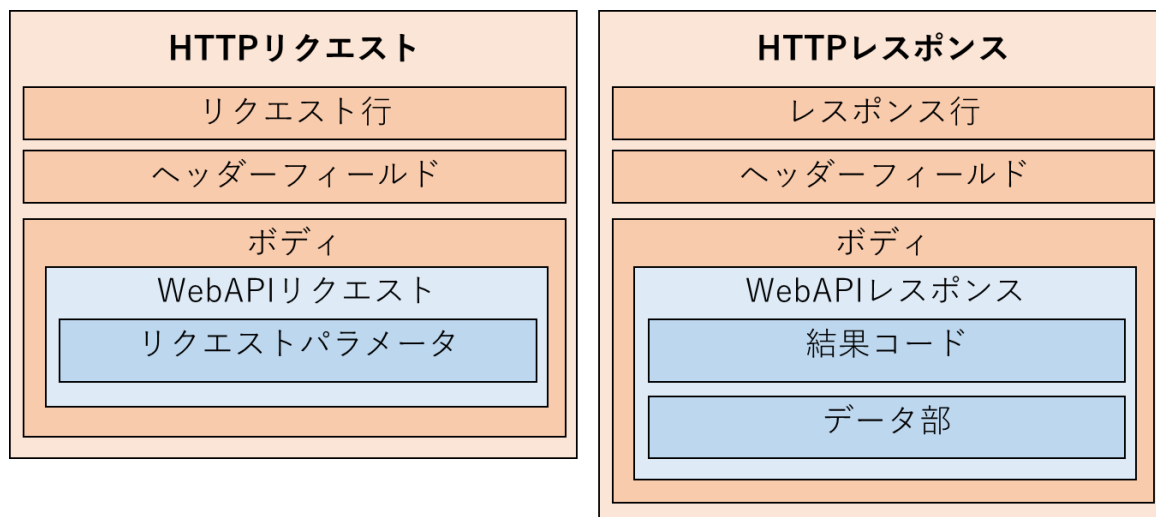 HTTPリクエスト
リクエスト行
ヘッダーフィールド
ボディ
WebAPIリクエスト
リクエストパラメータ
HTTPレスポンス
レスポンス行
ヘッダーフィールド
ボディ
WebAPIレスポンス
結果コード
データ部